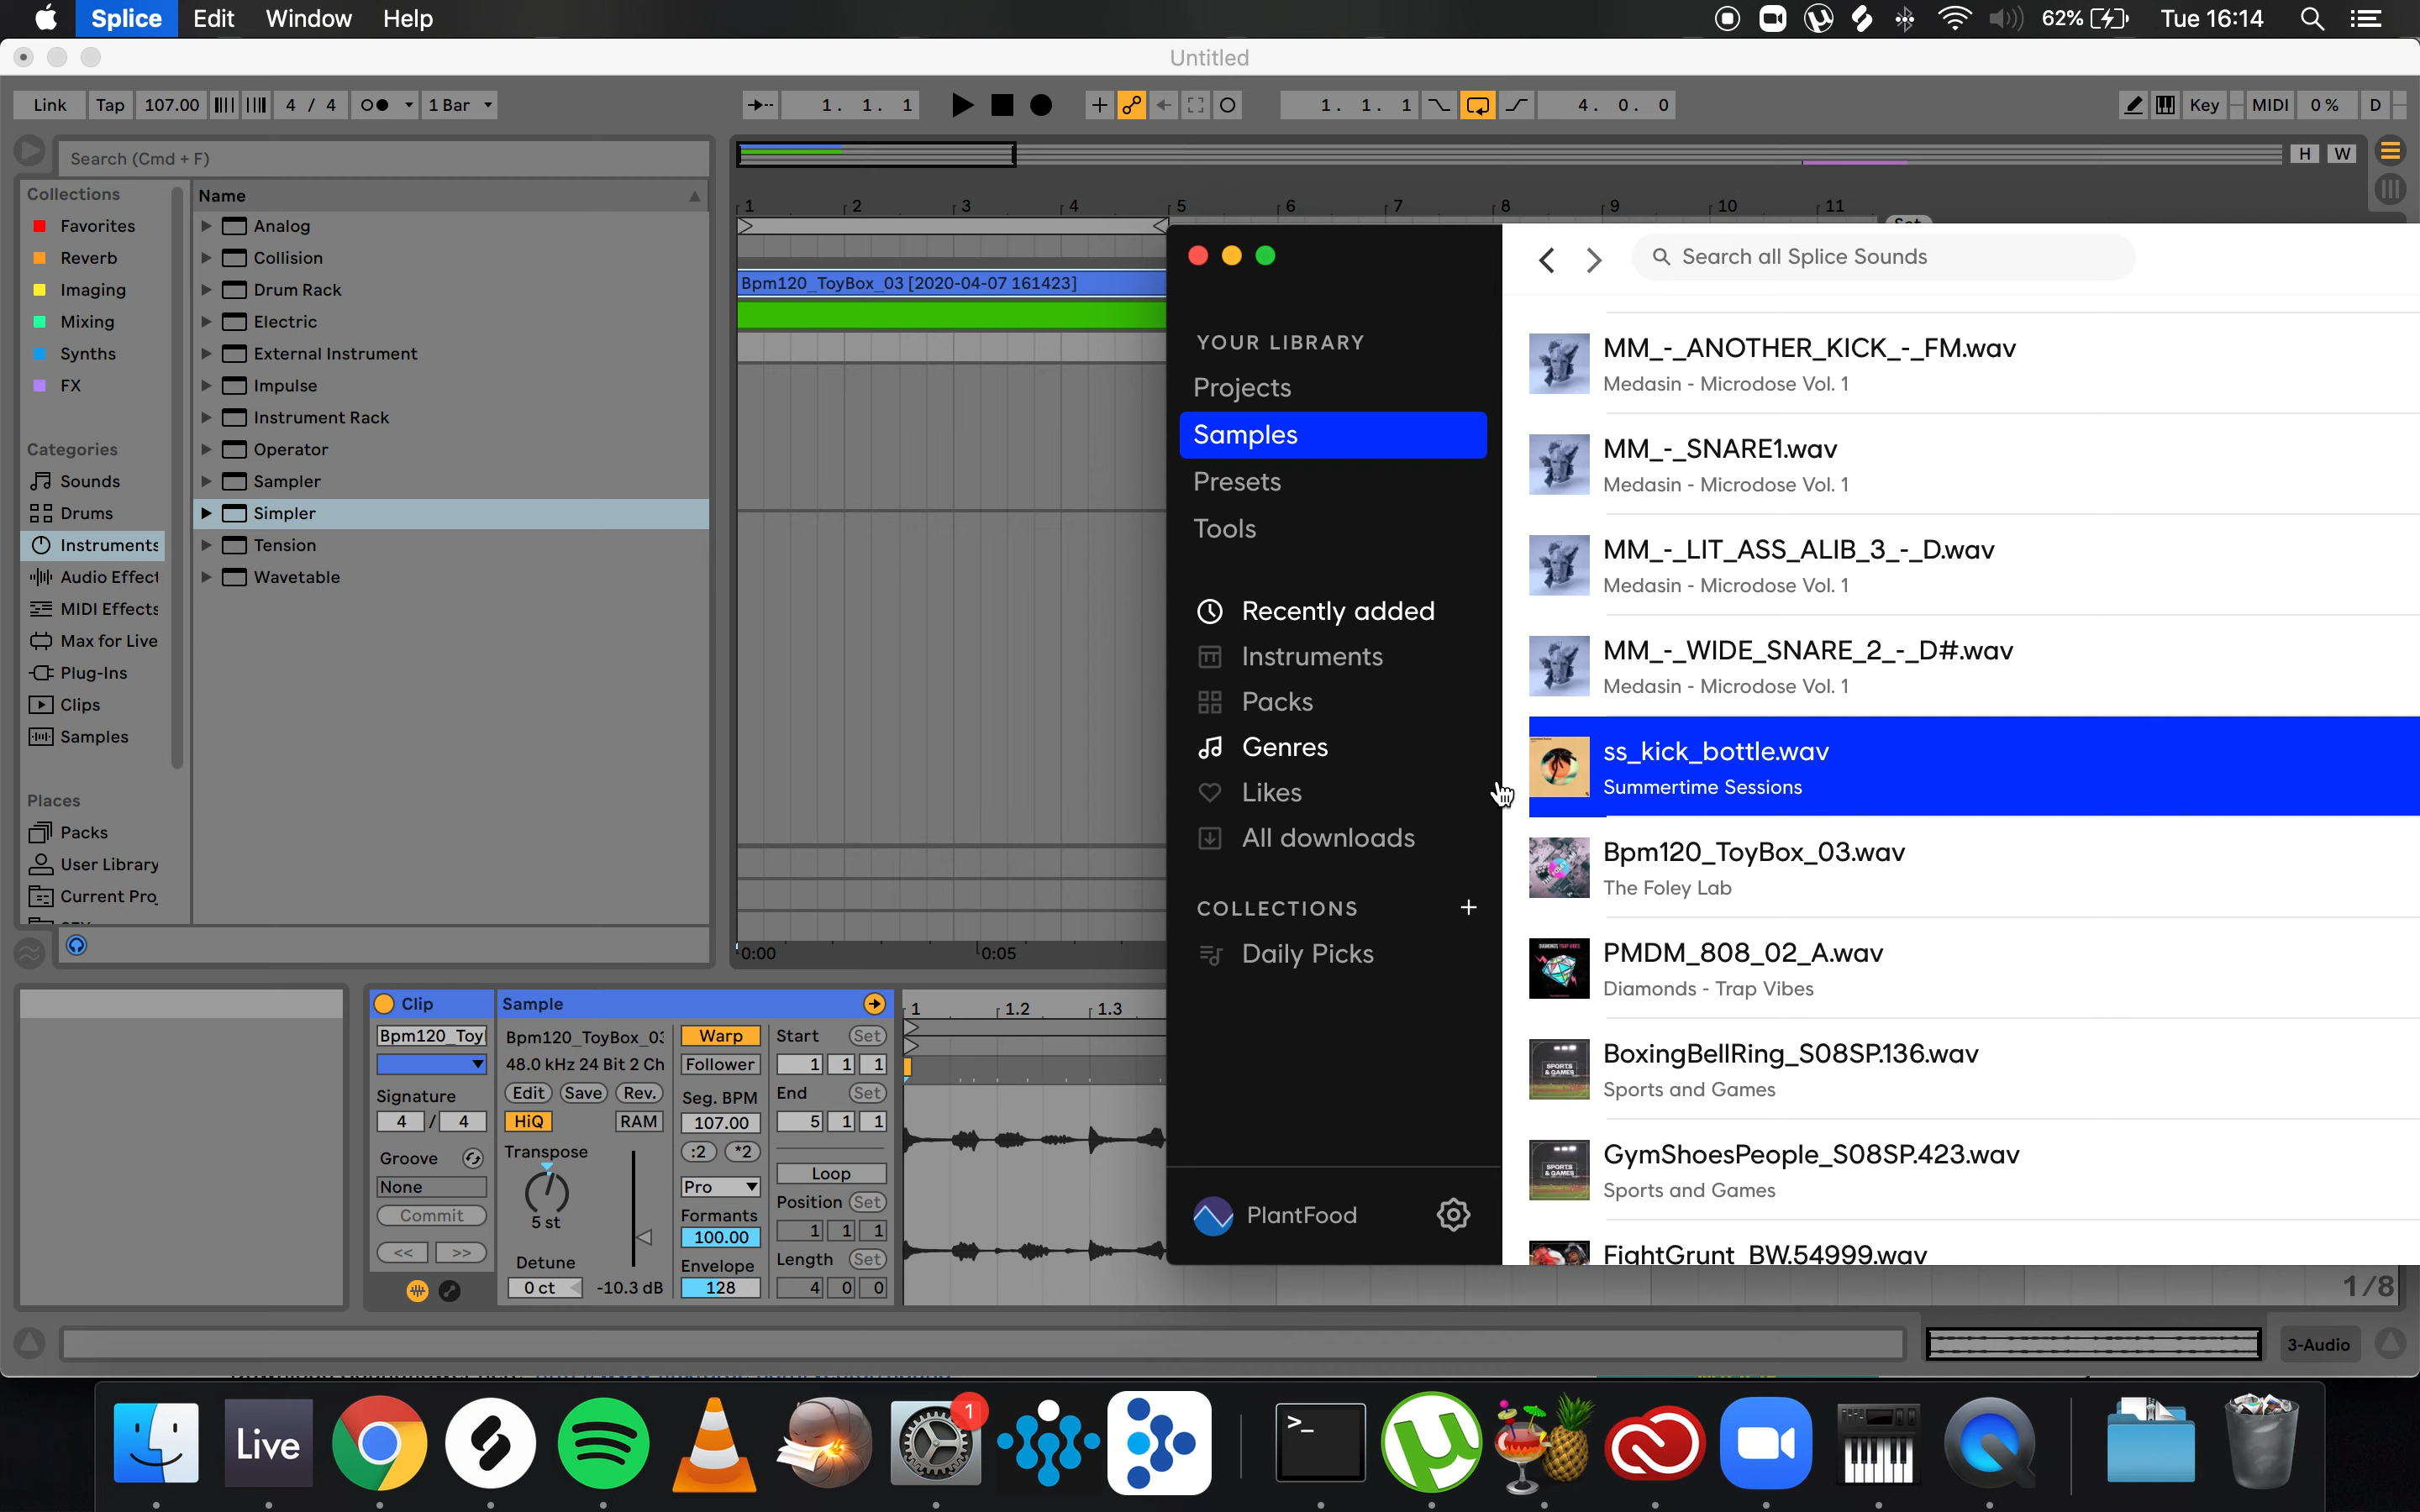 Splice Edit Window Help 62% Tue 16:14
Untitled
Link Tap 107.00 4 / 4 1 Bar 1. 1. 1 1. 1. 1 4. 0. 0 Key MIDI 0 % D
Search (Cmd + F)
H W
Collections
Favorites
Reverb
Imaging
Mixing
Synths
FX
Categories
Sounds
Drums
Instruments
Audio Effect
MIDI Effects
Max for Live
Plug-Ins
Clips
Samples
Places
Packs
User Library
Current Pro
Name
Analog
Collision
Drum Rack
Electric
External Instrument
Impulse
Instrument Rack
Operator
Sampler
Simpler
Tension
Wavetable
1 2 3 4 5 6 7 8 9 10 11
Set
Bpm120_ToyBox_03 [2020-04-07 161423]
0:00 0:05
YOUR LIBRARY
Projects
Samples
Presets
Tools
Recently added
Instruments
Packs
Genres
Likes
All downloads
COLLECTIONS +
Daily Picks
PlantFood
Search all Splice Sounds
MM_-_ANOTHER_KICK_-_FM.wav
Medasin - Microdose Vol. 1
MM_-_SNARE1.wav
Medasin - Microdose Vol. 1
MM_-_LIT_ASS_ALIB_3_-_D.wav
Medasin - Microdose Vol. 1
MM_-_WIDE_SNARE_2_-_D#.wav
Medasin - Microdose Vol. 1
ss_kick_bottle.wav
Summertime Sessions
Bpm120_ToyBox_03.wav
The Foley Lab
PMDM_808_02_A.wav
Diamonds - Trap Vibes
BoxingBellRing_S08SP.136.wav
Sports and Games
GymShoesPeople_S08SP.423.wav
Sports and Games
FightGrunt_BW.54999.wav
Clip
Bpm120_Toy
Signature
4 / 4
Groove
None
Commit
<< >>
Sample
Bpm120_ToyBox_03
48.0 kHz 24 Bit 2 Ch
Edit Save Rev.
HiQ RAM
Transpose
5 st
Detune
0 ct -10.3 dB
Warp
Follower
Seg. BPM
107.00
:2 *2
Pro
Formants
100.00
Envelope
128
Start Set
1 1 1
End Set
5 1 1
Loop
Position Set
1 1 1
Length Set
4 0 0
1 1.2 1.3
1/8
3-Audio
Live
1